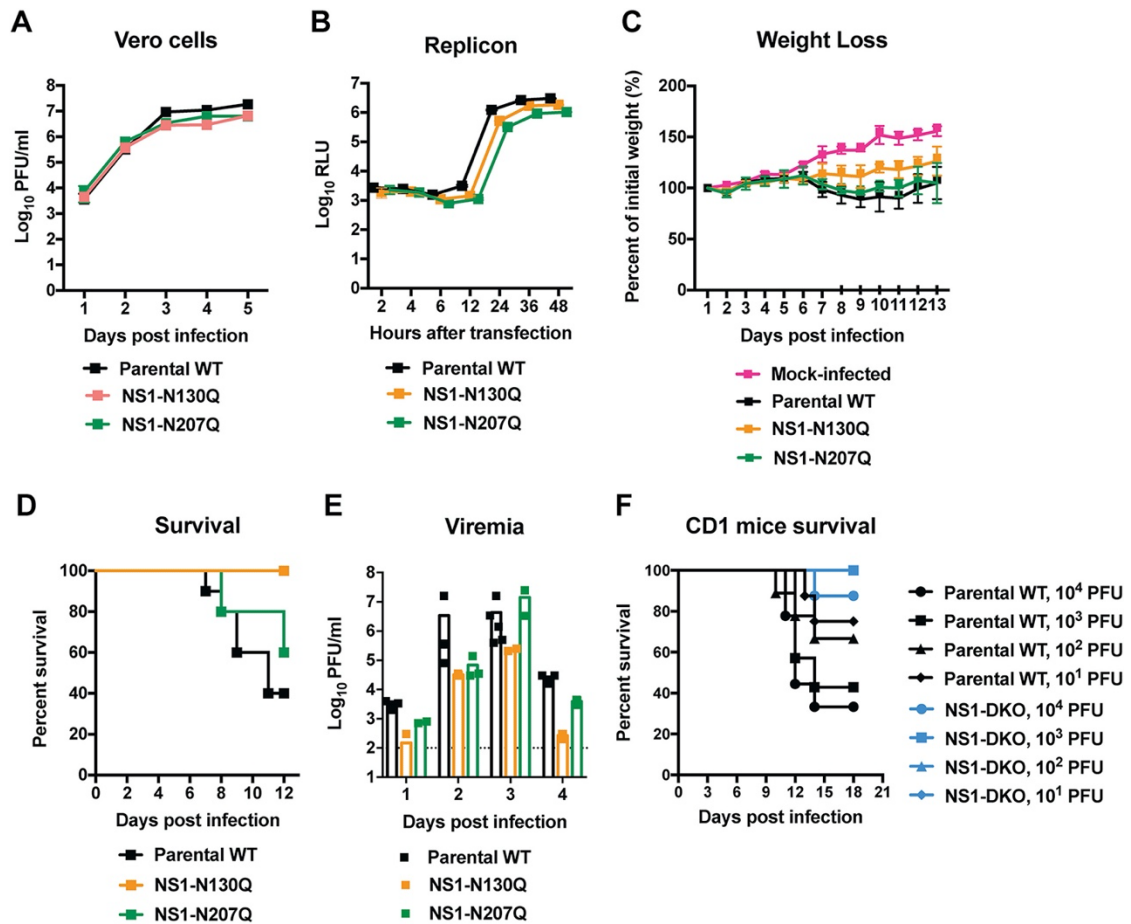 A
Vero cells
Log10 PFU/ml
8
7
6
5
4
3
2
1
0
1 2 3 4 5
Days post infection
Parental WT
NS1-N130Q
NS1-N207Q
B
Replicon
Log10 RLU
7
6
5
4
3
2
1
0
2 4 6 12 24 36 48
Hours after transfection
Parental WT
NS1-N130Q
NS1-N207Q
C
Weight Loss
Percent of initial weight (%)
200
150
100
50
0
1 2 3 4 5 6 7 8 9 10 11 12 13
Days post infection
Mock-infected
Parental WT
NS1-N130Q
NS1-N207Q
D
Survival
Percent survival
100
80
60
40
20
0
0 2 4 6 8 10 12
Days post infection
Parental WT
NS1-N130Q
NS1-N207Q
E
Viremia
Log10 PFU/ml
8
7
6
5
4
3
2
1
1 2 3 4
Days post infection
Parental WT
NS1-N130Q
NS1-N207Q
F
CD1 mice survival
Percent survival
100
80
60
40
20
0
0 3 6 9 12 15 18 21
Days post infection
Parental WT, 10⁴ PFU
Parental WT, 10³ PFU
Parental WT, 10² PFU
Parental WT, 10¹ PFU
NS1-DKO, 10⁴ PFU
NS1-DKO, 10³ PFU
NS1-DKO, 10² PFU
NS1-DKO, 10¹ PFU